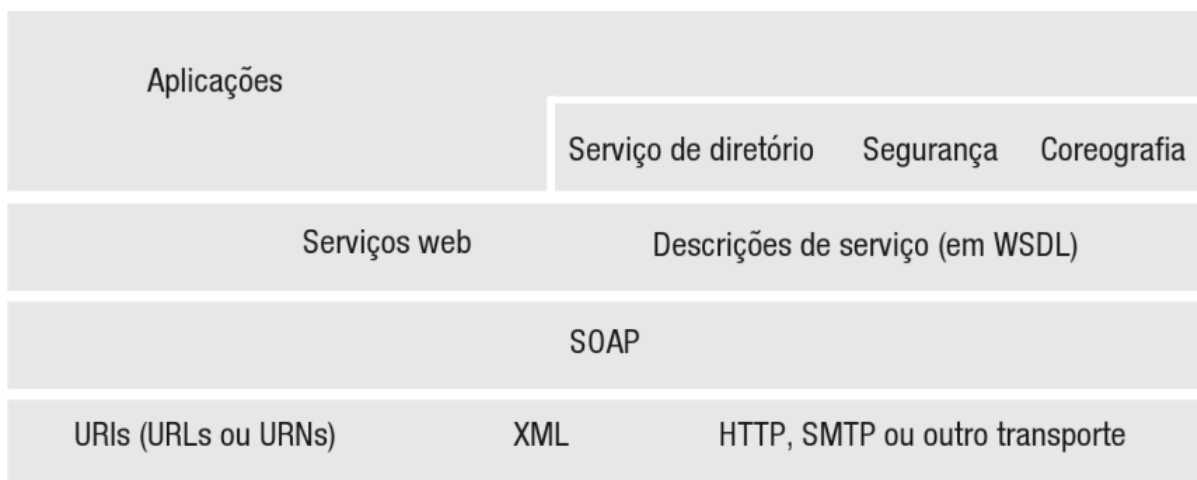 Aplicações
Serviço de diretório Segurança Coreografia
Serviços web Descrições de serviço (em WSDL)
SOAP
URIs (URLs ou URNs) XML HTTP, SMTP ou outro transporte